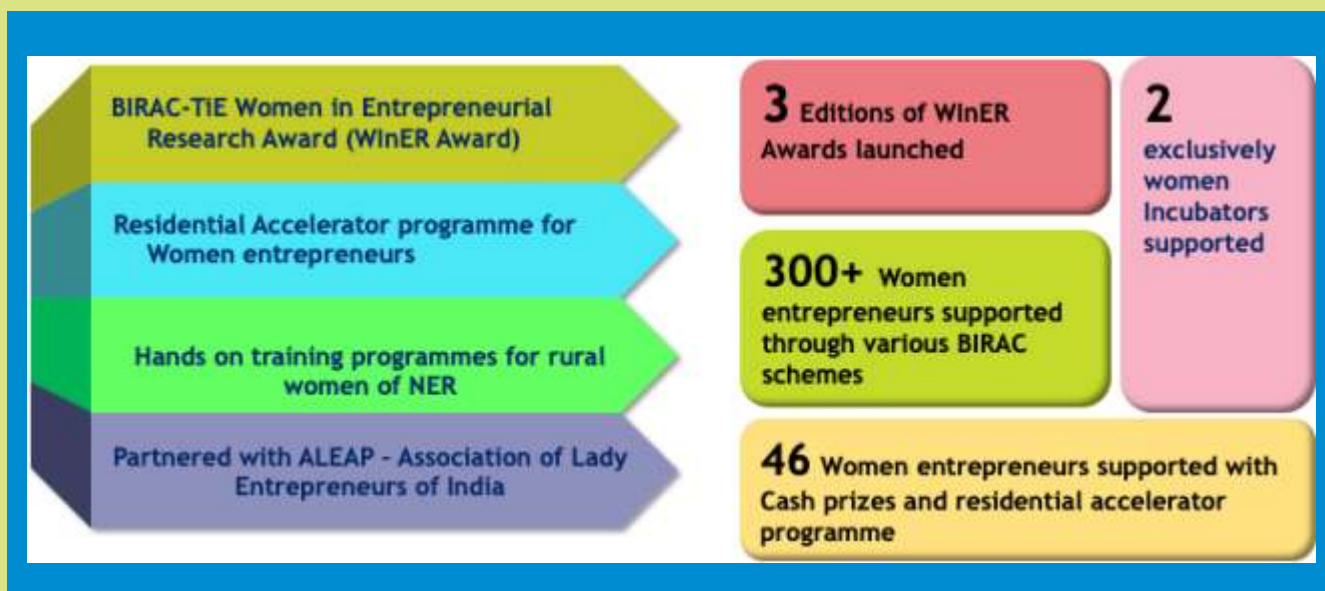 BIRAC-TiE Women in Entrepreneurial
Research Award (WInER Award)
Residential Accelerator programme for
Women entrepreneurs
Hands on training programmes for rural
women of NER
Partnered with ALEAP - Association of Lady
Entrepreneurs of India
3 Editions of WInER
Awards launched
2
exclusively
women
Incubators
supported
300+ Women
entrepreneurs supported
through various BIRAC
schemes
46 Women entrepreneurs supported with
Cash prizes and residential accelerator
programme